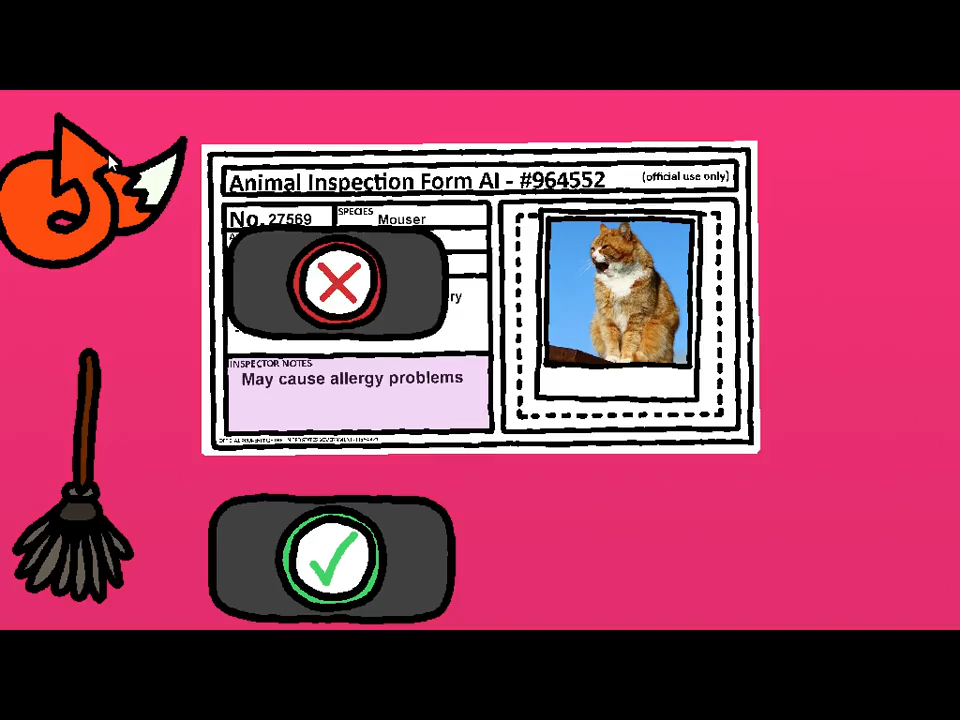 Animal Inspection Form AI - #964552 (official use only)
No. 27569 SPECIES Mouser
INSPECTOR NOTES
May cause allergy problems